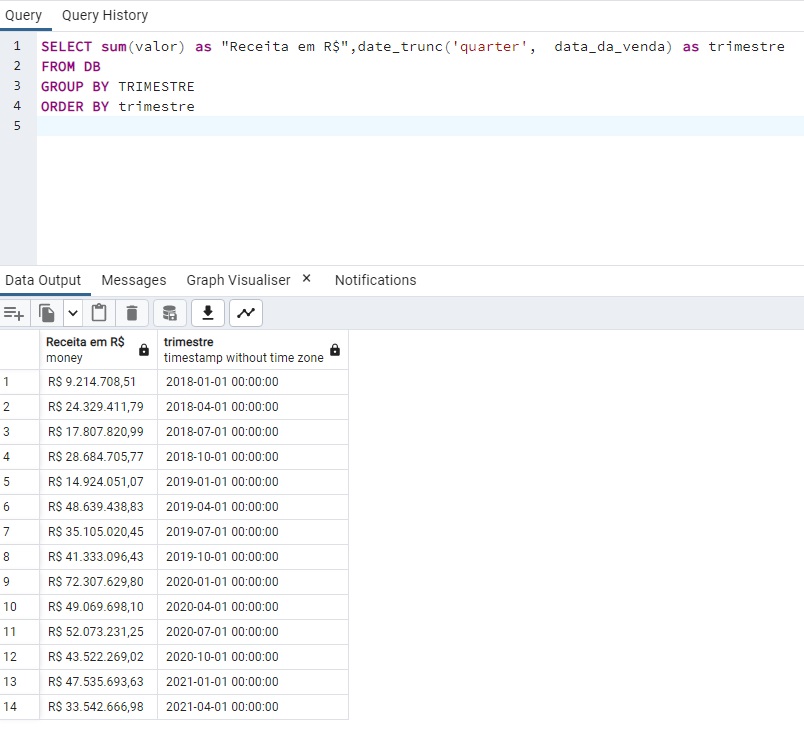 Query Query History
1 SELECT sum(valor) as "Receita em R$",date_trunc('quarter',  data_da_venda) as trimestre
2 FROM DB
3 GROUP BY TRIMESTRE
4 ORDER BY trimestre
5
Data Output Messages Graph Visualiser × Notifications
Receita em R$ trimestre
money timestamp without time zone
1 R$ 9.214.708,51 2018-01-01 00:00:00
2 R$ 24.329.411,79 2018-04-01 00:00:00
3 R$ 17.807.820,99 2018-07-01 00:00:00
4 R$ 28.684.705,77 2018-10-01 00:00:00
5 R$ 14.924.051,07 2019-01-01 00:00:00
6 R$ 48.639.438,83 2019-04-01 00:00:00
7 R$ 35.105.020,45 2019-07-01 00:00:00
8 R$ 41.333.096,43 2019-10-01 00:00:00
9 R$ 72.307.629,80 2020-01-01 00:00:00
10 R$ 49.069.698,10 2020-04-01 00:00:00
11 R$ 52.073.231,25 2020-07-01 00:00:00
12 R$ 43.522.269,02 2020-10-01 00:00:00
13 R$ 47.535.693,63 2021-01-01 00:00:00
14 R$ 33.542.666,98 2021-04-01 00:00:00